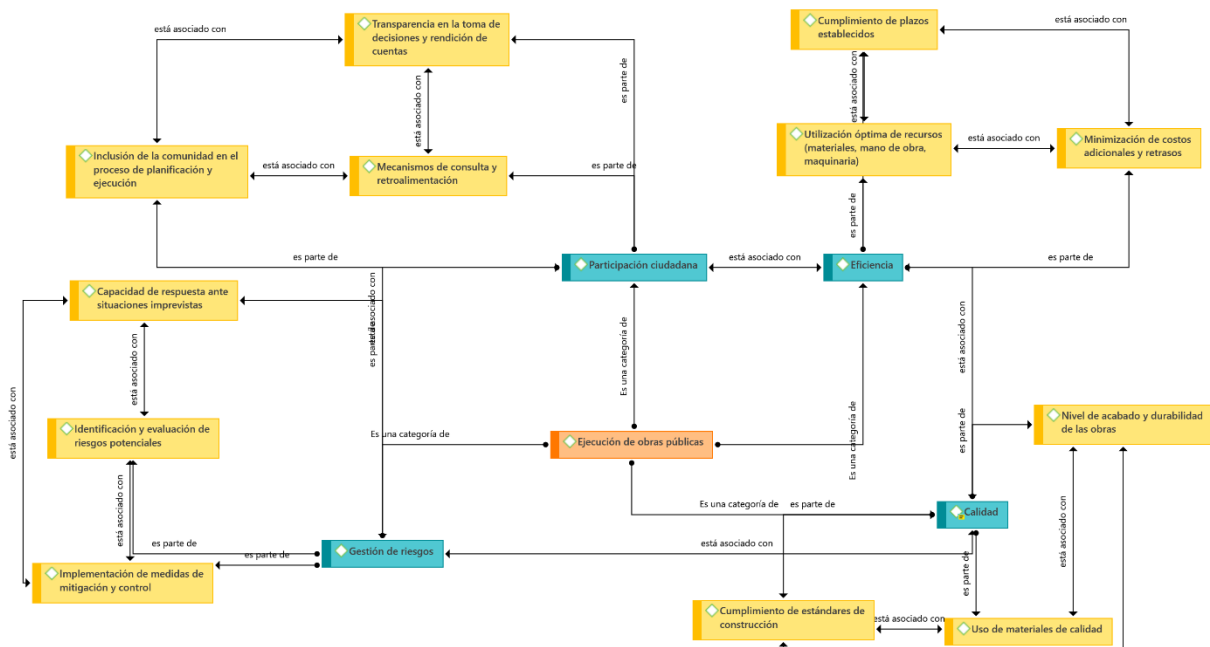 Transparencia en la toma de
decisiones y rendición de
cuentas
Cumplimiento de plazos
establecidos
está asociado con
está asociado con
es parte de
está asociado con
está asociado con
Utilización óptima de recursos
(materiales, mano de obra,
maquinaria)
está asociado con
Minimización de costos
adicionales y retrasos
Inclusión de la comunidad en el
proceso de planificación y
ejecución
está asociado con
Mecanismos de consulta y
retroalimentación
es parte de
es parte de
es parte de
Participación ciudadana
está asociado con
Eficiencia
es parte de
Capacidad de respuesta ante
situaciones imprevistas
está asociado con
es parte de
está asociado con
Es una categoría de
está asociado con
está asociado con
Identificación y evaluación de
riesgos potenciales
Es una categoría de
Ejecución de obras públicas
Es una categoría de
es parte de
Nivel de acabado y durabilidad
de las obras
está asociado con
Es una categoría de
es parte de
Calidad
es parte de
Gestión de riesgos
está asociado con
está asociado con
es parte de
es parte de
Implementación de medidas de
mitigación y control
Cumplimiento de estándares de
construcción
está asociado con
Uso de materiales de calidad